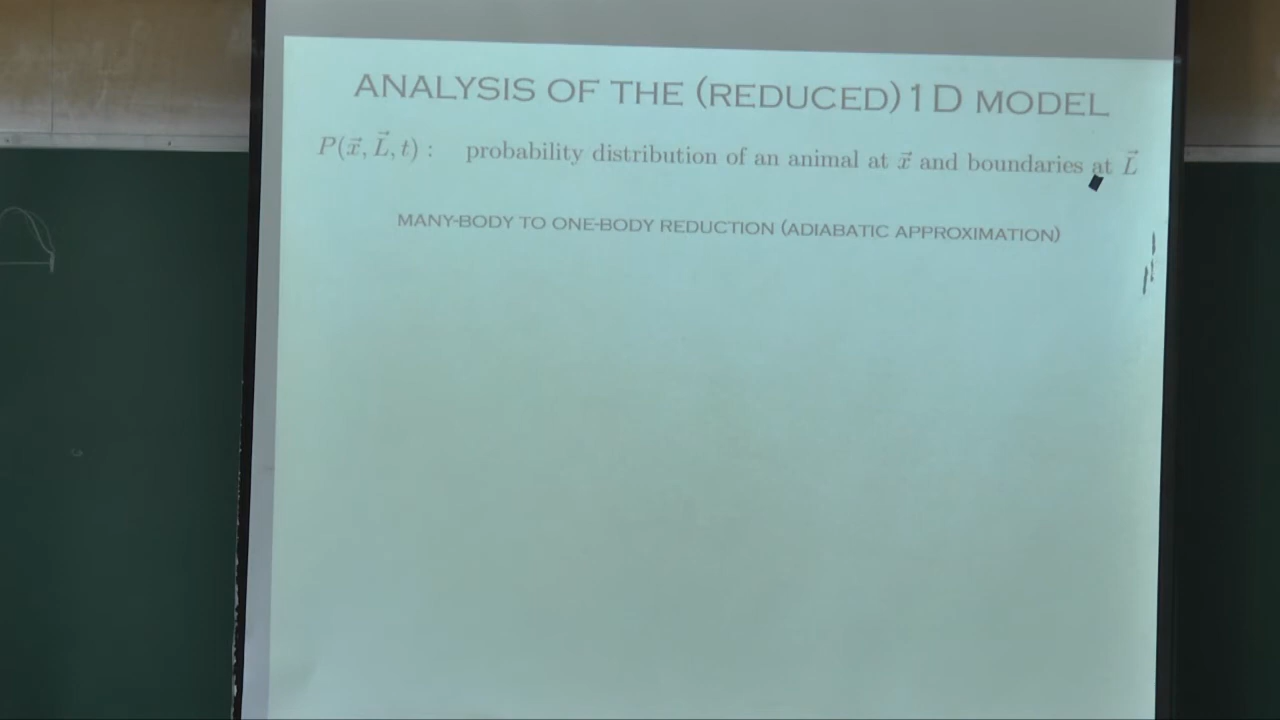 ANALYSIS OF THE (REDUCED) 1D MODEL
P(x⃗, L⃗, t) : probability distribution of an animal at x⃗ and boundaries at L⃗
MANY-BODY TO ONE-BODY REDUCTION (ADIABATIC APPROXIMATION)